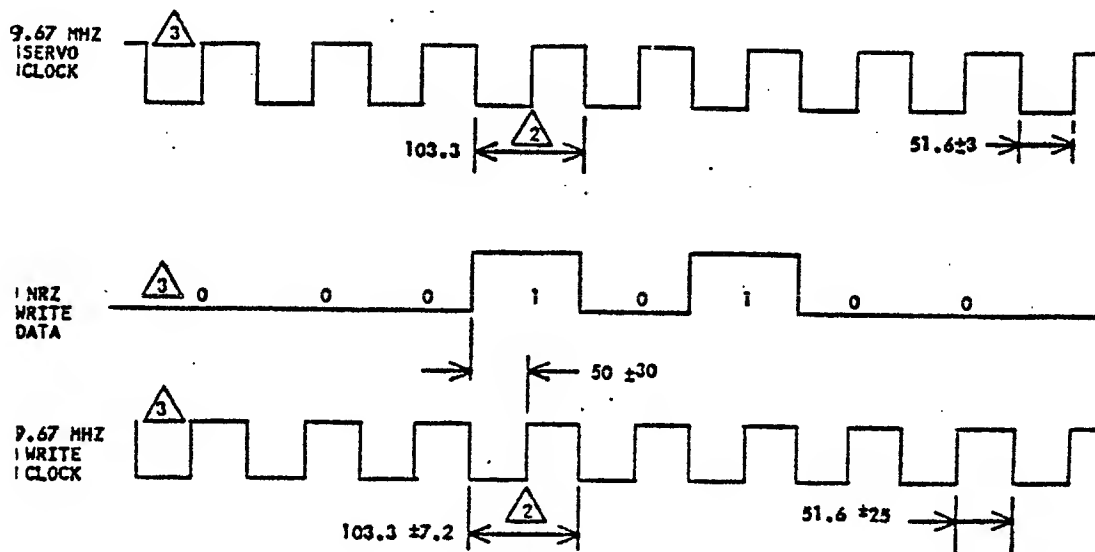 9.67 MHZ
SERVO
CLOCK
3
103.3
2
51.6±3
NRZ
WRITE
DATA
3
0 0 0 1 0 1 0 0
50 ±30
9.67 MHZ
WRITE
CLOCK
3
103.3 ±7.2
2
51.6 ±25